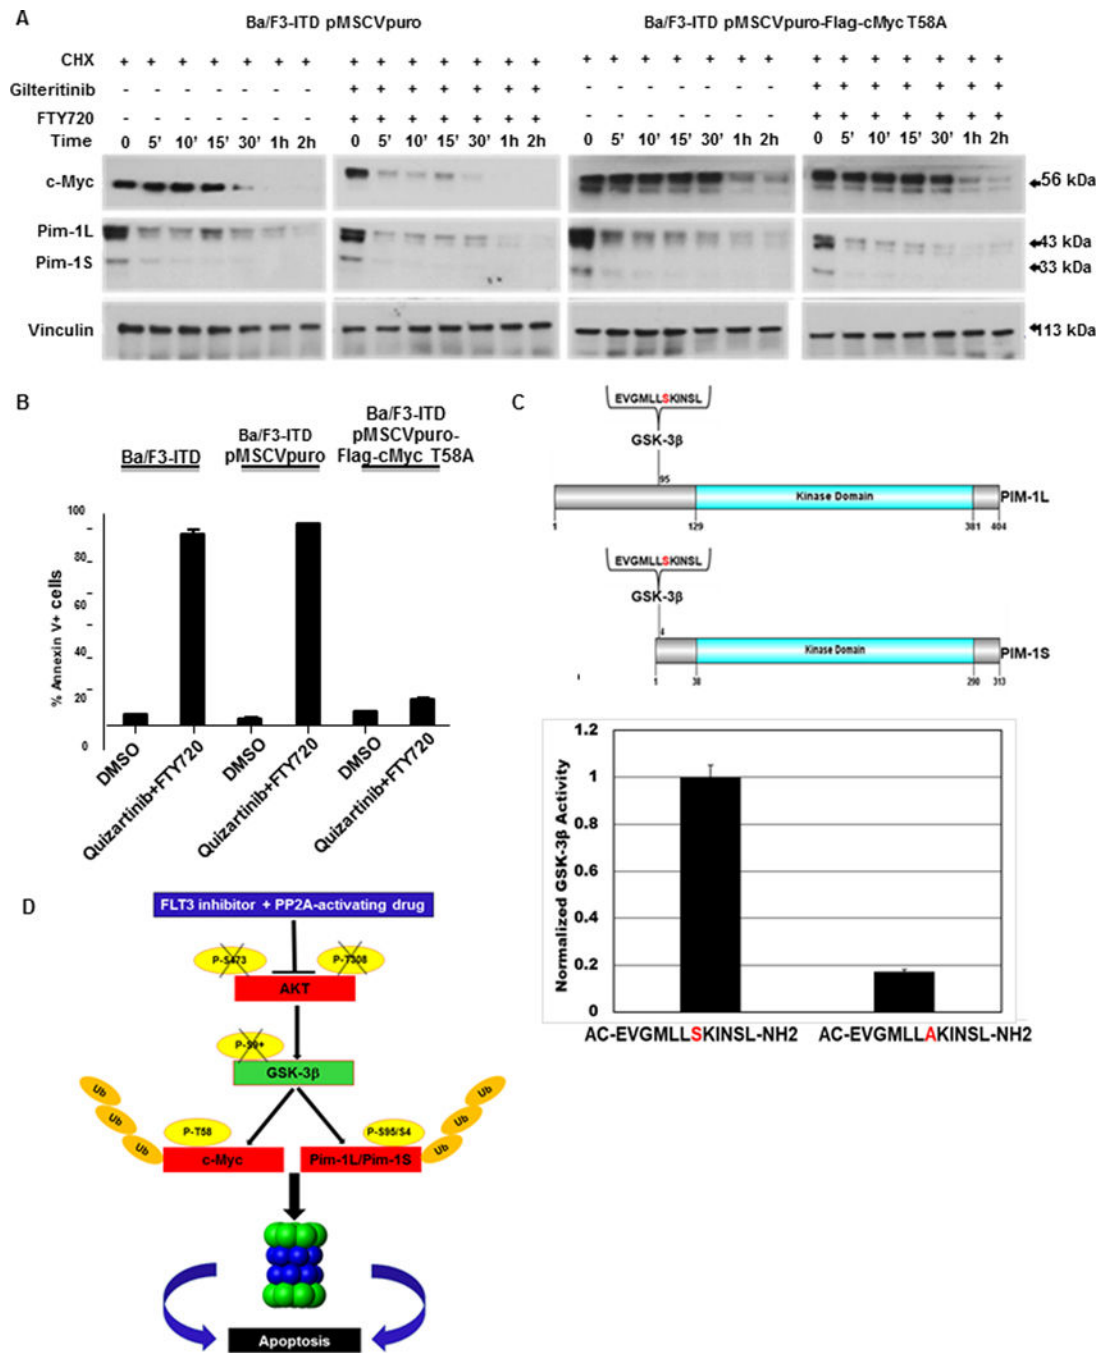 A
Ba/F3-ITD pMSCVpuro
Ba/F3-ITD pMSCVpuro-Flag-cMyc T58A
CHX + + + + + + + + + + + + + + + + + + + + + + + + + + + +
Gilteritinib - - - - - - - + + + + + + + - - - - - - - + + + + + + +
FTY720 - - - - - - - + + + + + + + - - - - - - - + + + + + + +
Time 0 5' 10' 15' 30' 1h 2h 0 5' 10' 15' 30' 1h 2h 0 5' 10' 15' 30' 1h 2h 0 5' 10' 15' 30' 1h 2h
c-Myc
56 kDa
Pim-1L
43 kDa
Pim-1S
33 kDa
Vinculin
113 kDa
B
Ba/F3-ITD
Ba/F3-ITD
pMSCVpuro
Ba/F3-ITD
pMSCVpuro-
Flag-cMyc T58A
% Annexin V+ cells
100
80
60
40
20
0
DMSO
Quizartinib+FTY720
DMSO
Quizartinib+FTY720
DMSO
Quizartinib+FTY720
C
EVGMLLSKINSL
GSK-3β
95
Kinase Domain
PIM-1L
1 129 381 404
EVGMLLSKINSL
GSK-3β
4
Kinase Domain
PIM-1S
1 38 290 313
Normalized GSK-3β Activity
1.2
1
0.8
0.6
0.4
0.2
0
AC-EVGMLLSKINSL-NH2
AC-EVGMLLAKINSL-NH2
D
FLT3 inhibitor + PP2A-activating drug
P-S473
P-T308
AKT
P-S9+
GSK-3β
Ub
Ub
Ub
P-T58
c-Myc
P-S95/S4
Pim-1L/Pim-1S
Ub
Ub
Ub
Apoptosis